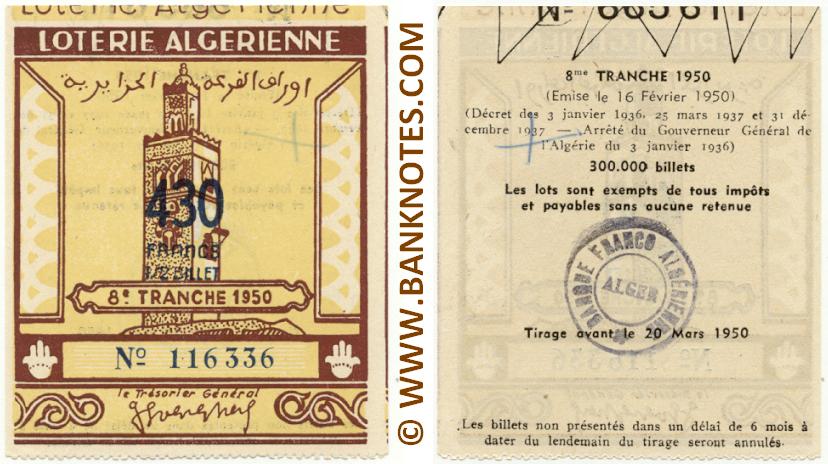 Loterie Algérienne
LOTERIE ALGERIENNE
اوراق القرعة الجزايرية
430
FRANCE
1/2 BILLET
8e TRANCHE 1950
No 116336
le Trésorier Général
© WWW.BANKNOTES.COM
8me TRANCHE 1950
(Emise le 16 Février 1950)
(Décret des 3 janvier 1936, 25 mars 1937 et 31 dé-
cembre 1937 — Arrêté du Gouverneur Général de
l'Algérie du 3 janvier 1936)
300.000 billets
Les lots sont exempts de tous impôts
et payables sans aucune retenue
BANQUE FRANCO ALGERIENNE
ALGER
Tirage avant le 20 Mars 1950
Les billets non présentés dans un délai de 6 mois à
dater du lendemain du tirage seront annulés.